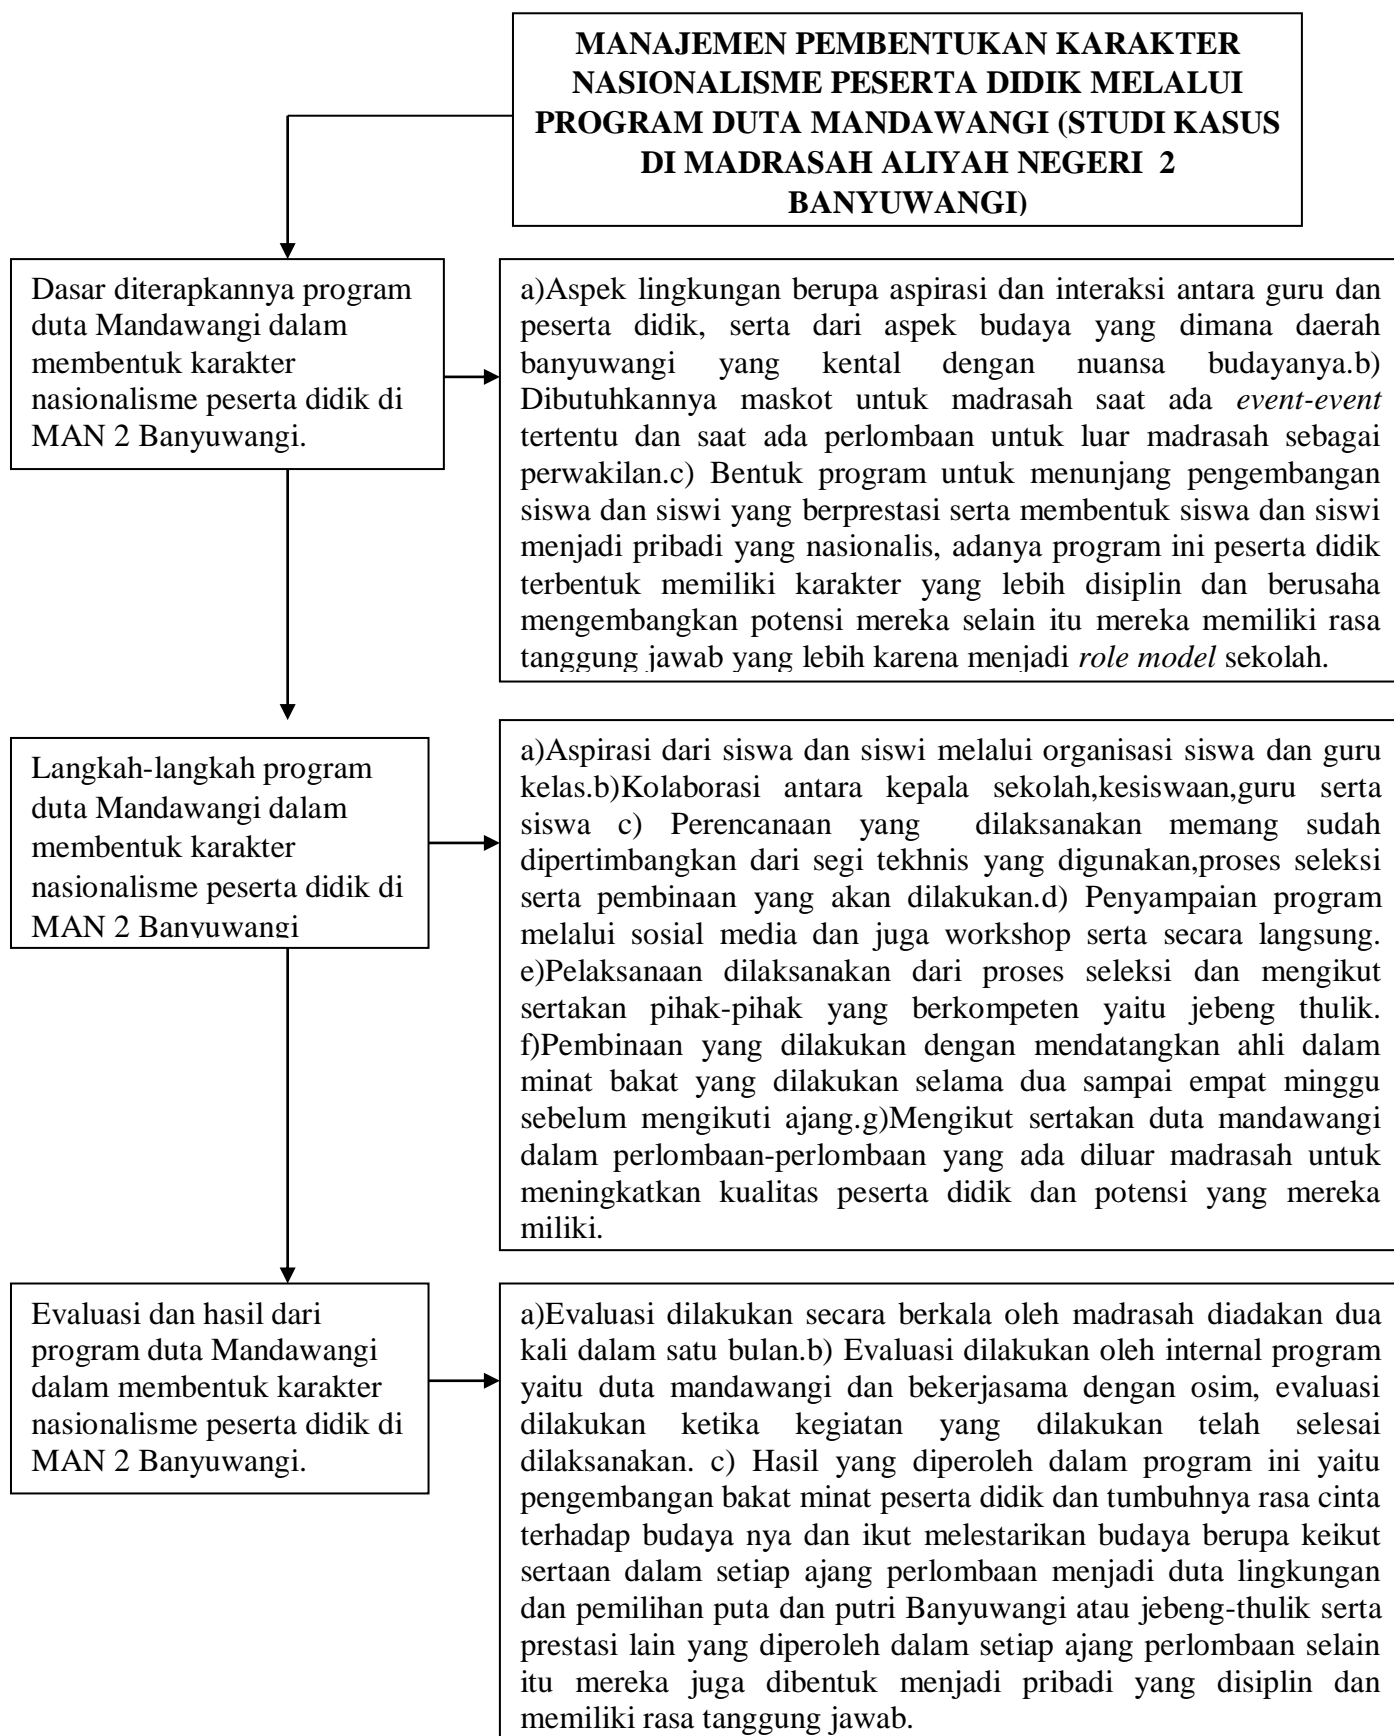 MANAJEMEN PEMBENTUKAN KARAKTER
NASIONALISME PESERTA DIDIK MELALUI
PROGRAM DUTA MANDAWANGI (STUDI KASUS
DI MADRASAH ALIYAH NEGERI 2
BANYUWANGI)
Dasar diterapkannya program
duta Mandawangi dalam
membentuk karakter
nasionalisme peserta didik di
MAN 2 Banyuwangi.
a)Aspek lingkungan berupa aspirasi dan interaksi antara guru dan
peserta didik, serta dari aspek budaya yang dimana daerah
banyuwangi yang kental dengan nuansa budayanya.b)
Dibutuhkannya maskot untuk madrasah saat ada event-event
tertentu dan saat ada perlombaan untuk luar madrasah sebagai
perwakilan.c) Bentuk program untuk menunjang pengembangan
siswa dan siswi yang berprestasi serta membentuk siswa dan siswi
menjadi pribadi yang nasionalis, adanya program ini peserta didik
terbentuk memiliki karakter yang lebih disiplin dan berusaha
mengembangkan potensi mereka selain itu mereka memiliki rasa
tanggung jawab yang lebih karena menjadi role model sekolah.
Langkah-langkah program
duta Mandawangi dalam
membentuk karakter
nasionalisme peserta didik di
MAN 2 Banyuwangi
a)Aspirasi dari siswa dan siswi melalui organisasi siswa dan guru
kelas.b)Kolaborasi antara kepala sekolah,kesiswaan,guru serta
siswa c) Perencanaan yang dilaksanakan memang sudah
dipertimbangkan dari segi tekhnis yang digunakan,proses seleksi
serta pembinaan yang akan dilakukan.d) Penyampaian program
melalui sosial media dan juga workshop serta secara langsung.
e)Pelaksanaan dilaksanakan dari proses seleksi dan mengikut
sertakan pihak-pihak yang berkompeten yaitu jebeng thulik.
f)Pembinaan yang dilakukan dengan mendatangkan ahli dalam
minat bakat yang dilakukan selama dua sampai empat minggu
sebelum mengikuti ajang.g)Mengikut sertakan duta mandawangi
dalam perlombaan-perlombaan yang ada diluar madrasah untuk
meningkatkan kualitas peserta didik dan potensi yang mereka
miliki.
Evaluasi dan hasil dari
program duta Mandawangi
dalam membentuk karakter
nasionalisme peserta didik di
MAN 2 Banyuwangi.
a)Evaluasi dilakukan secara berkala oleh madrasah diadakan dua
kali dalam satu bulan.b) Evaluasi dilakukan oleh internal program
yaitu duta mandawangi dan bekerjasama dengan osim, evaluasi
dilakukan ketika kegiatan yang dilakukan telah selesai
dilaksanakan. c) Hasil yang diperoleh dalam program ini yaitu
pengembangan bakat minat peserta didik dan tumbuhnya rasa cinta
terhadap budaya nya dan ikut melestarikan budaya berupa keikut
sertaan dalam setiap ajang perlombaan menjadi duta lingkungan
dan pemilihan puta dan putri Banyuwangi atau jebeng-thulik serta
prestasi lain yang diperoleh dalam setiap ajang perlombaan selain
itu mereka juga dibentuk menjadi pribadi yang disiplin dan
memiliki rasa tanggung jawab.